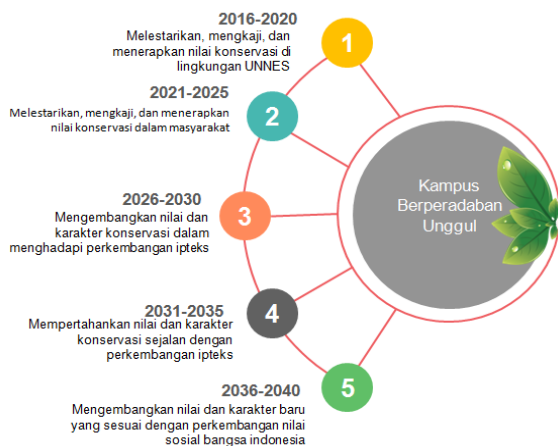 2016-2020
Melestarikan, mengkaji, dan
menerapkan nilai konservasi di
lingkungan UNNES
1
2021-2025
Melestarikan, mengkaji, dan menerapkan
nilai konservasi dalam masyarakat
2
2026-2030
Mengembangkan nilai dan
karakter konservasi dalam
menghadapi perkembangan ipteks
3
2031-2035
Mempertahankan nilai dan karakter
konservasi sejalan dengan
perkembangan ipteks
4
2036-2040
Mengembangkan nilai dan karakter baru
yang sesuai dengan perkembangan nilai
sosial bangsa indonesia
5
Kampus
Berperadaban
Unggul